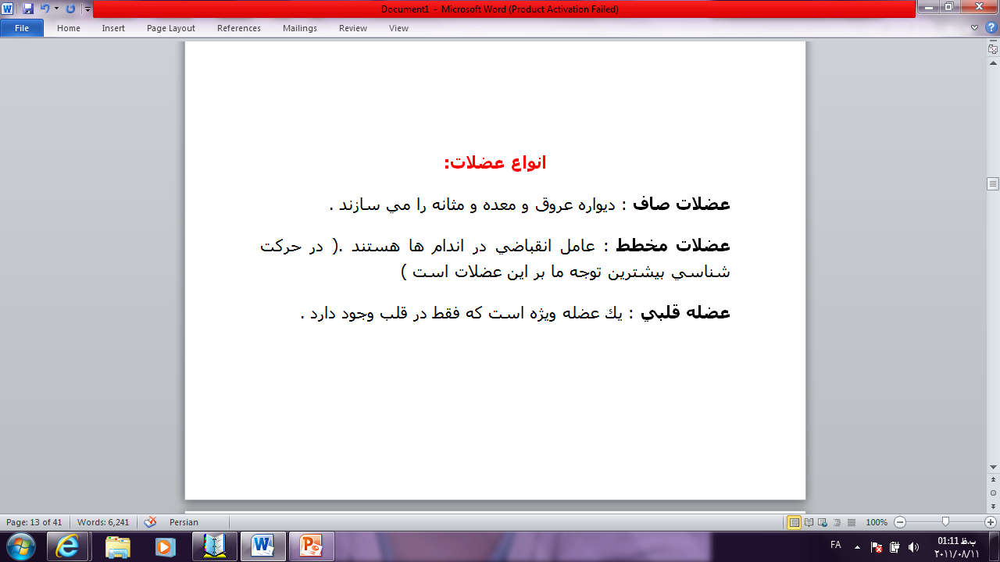 Document1 - Microsoft Word (Product Activation Failed)
File Home Insert Page Layout References Mailings Review View
انواع عضلات:
عضلات صاف : ديواره عروق و معده و مثانه را مي سازند .
عضلات مخطط : عامل انقباضي در اندام ها هستند .( در حركت
شناسي بيشترين توجه ما بر اين عضلات است )
عضله قلبي : يك عضله ويژه است كه فقط در قلب وجود دارد .
Page: 13 of 41 Words: 6,241 Persian 100%
FA 01:11 ب.ظ
٢٠١١/٠٨/١١